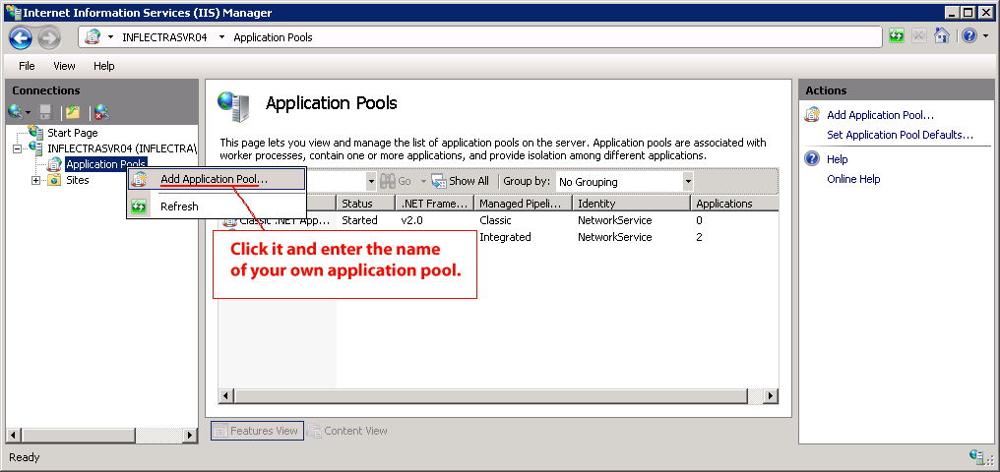 Internet Information Services (IIS) Manager
INFLECTRASVR04 Application Pools
File View Help
Connections
Start Page
INFLECTRASVR04 (INFLECTRA\
Application Pools
Sites
Add Application Pool...
Refresh
Application Pools
This page lets you view and manage the list of application pools on the server. Application pools are associated with
worker processes, contain one or more applications, and provide isolation among different applications.
Go Show All Group by: No Grouping
Status .NET Frame... Managed Pipeli... Identity Applications
Classic .NET App... Started v2.0 Classic NetworkService 0
Integrated NetworkService 2
Click it and enter the name
of your own application pool.
Features View Content View
Actions
Add Application Pool...
Set Application Pool Defaults...
Help
Online Help
Ready